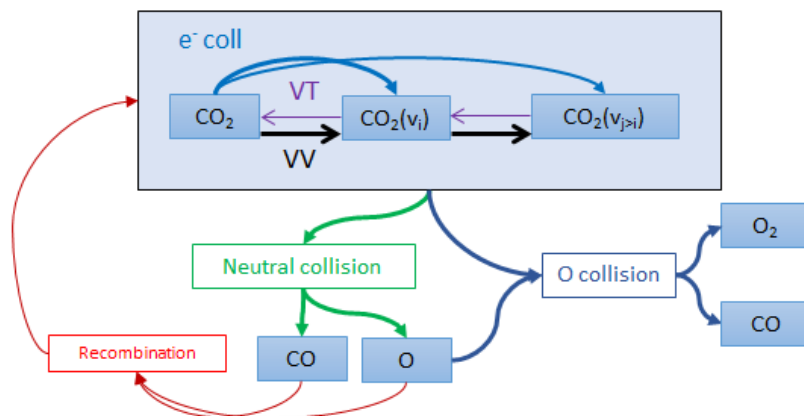 e⁻ coll
VT
CO₂
CO₂(vᵢ)
CO₂(vⱼ>ᵢ)
VV
O₂
Neutral collision
O collision
CO
Recombination
CO
O